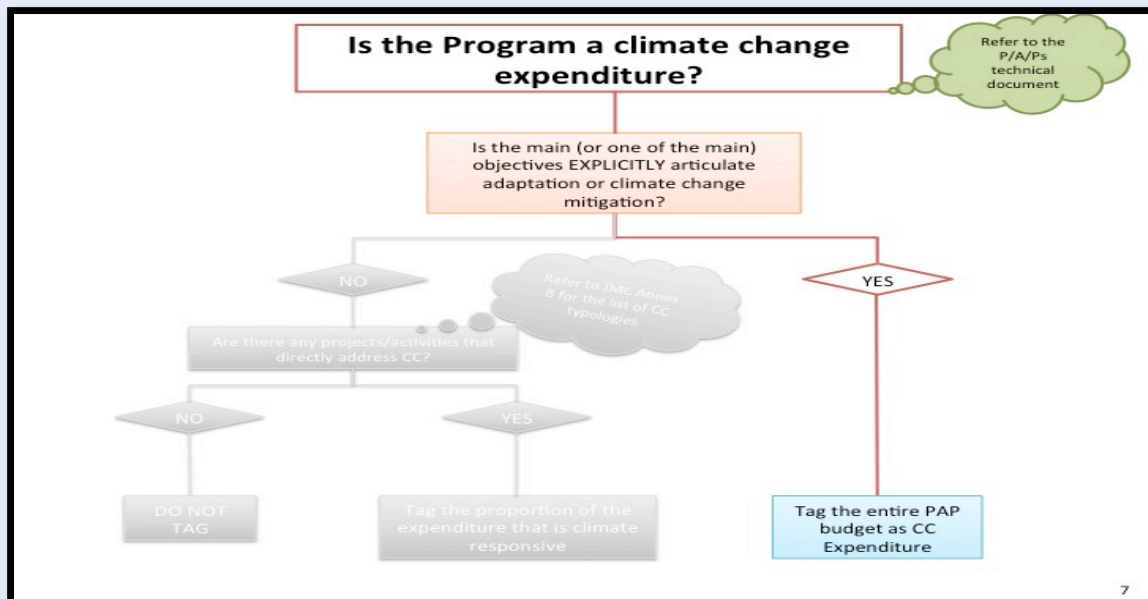 Is the Program a climate change
expenditure?
Refer to the
P/A/Ps
technical
document
Is the main (or one of the main)
objectives EXPLICITLY articulate
adaptation or climate change
mitigation?
NO
Refer to JMC Annex
B for the list of CC
typologies
YES
Are there any projects/activities that
directly address CC?
NO
YES
DO NOT
TAG
Tag the proportion of the
expenditure that is climate
responsive
Tag the entire PAP
budget as CC
Expenditure
7